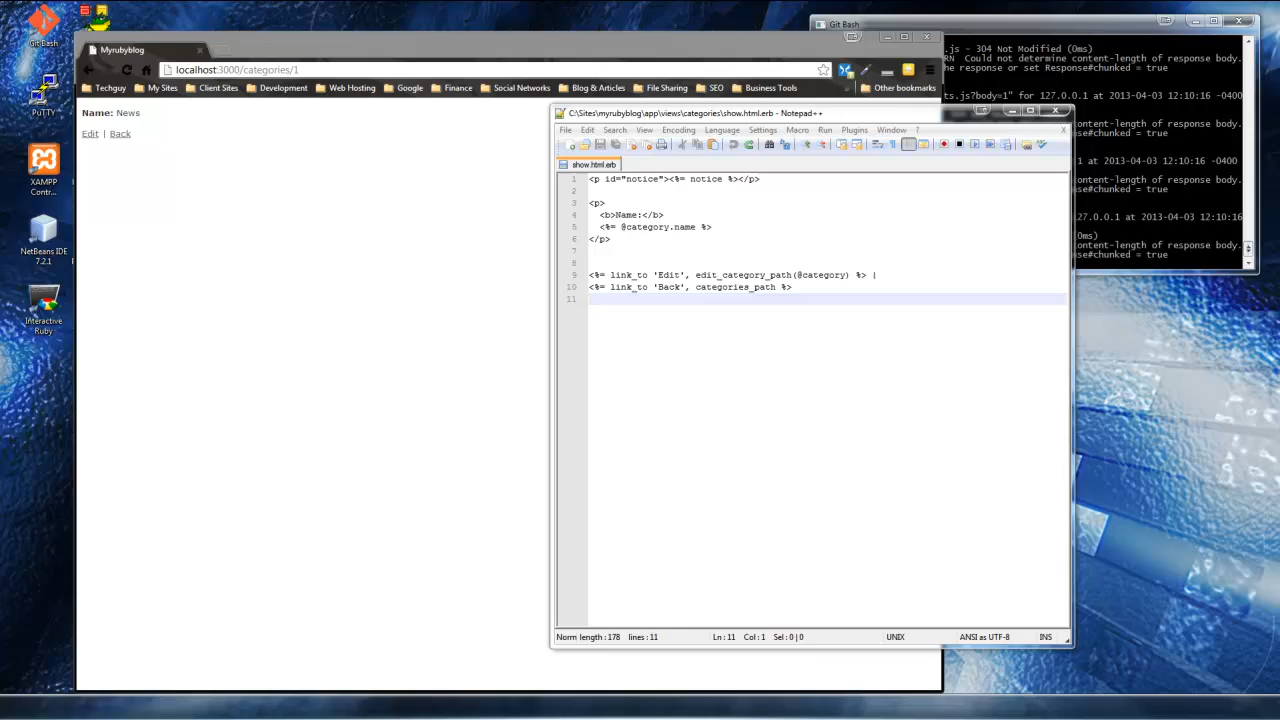 Git Bash
PuTTY
XAMPP
Contr...
NetBeans IDE
7.2.1
Interactive
Ruby
Myrubyblog
localhost:3000/categories/1
Techguy
My Sites
Client Sites
Development
Web Hosting
Google
Finance
Social Networks
Blog & Articles
File Sharing
SEO
Business Tools
»
Other bookmarks
Name: News
Edit | Back
C:\Sites\myrubyblog\app\views\categories\show.html.erb - Notepad++
File Edit Search View Encoding Language Settings Macro Run Plugins Window ? X
show.html.erb
1 <p id="notice"><%= notice %></p>
2
3 <p>
4 <b>Name:</b>
5 <%= @category.name %>
6 </p>
7
8
9 <%= link_to 'Edit', edit_category_path(@category) %> |
10 <%= link_to 'Back', categories_path %>
11
Norm length : 178 lines : 11 Ln : 11 Col : 1 Sel : 0 | 0 UNIX ANSI as UTF-8 INS
Git Bash
.js - 304 Not Modified (0ms)
RN Could not determine content-length of response body.
he response or set Response#chunked = true
ts.js?body=1" for 127.0.0.1 at 2013-04-03 12:10:16 -0400
ontent-length of response body.
se#chunked = true
1 at 2013-04-03 12:10:16 -0400
ontent-length of response body.
se#chunked = true
27.0.0.1 at 2013-04-03 12:10:16
(0ms)
ontent-length of response body.
se#chunked = true